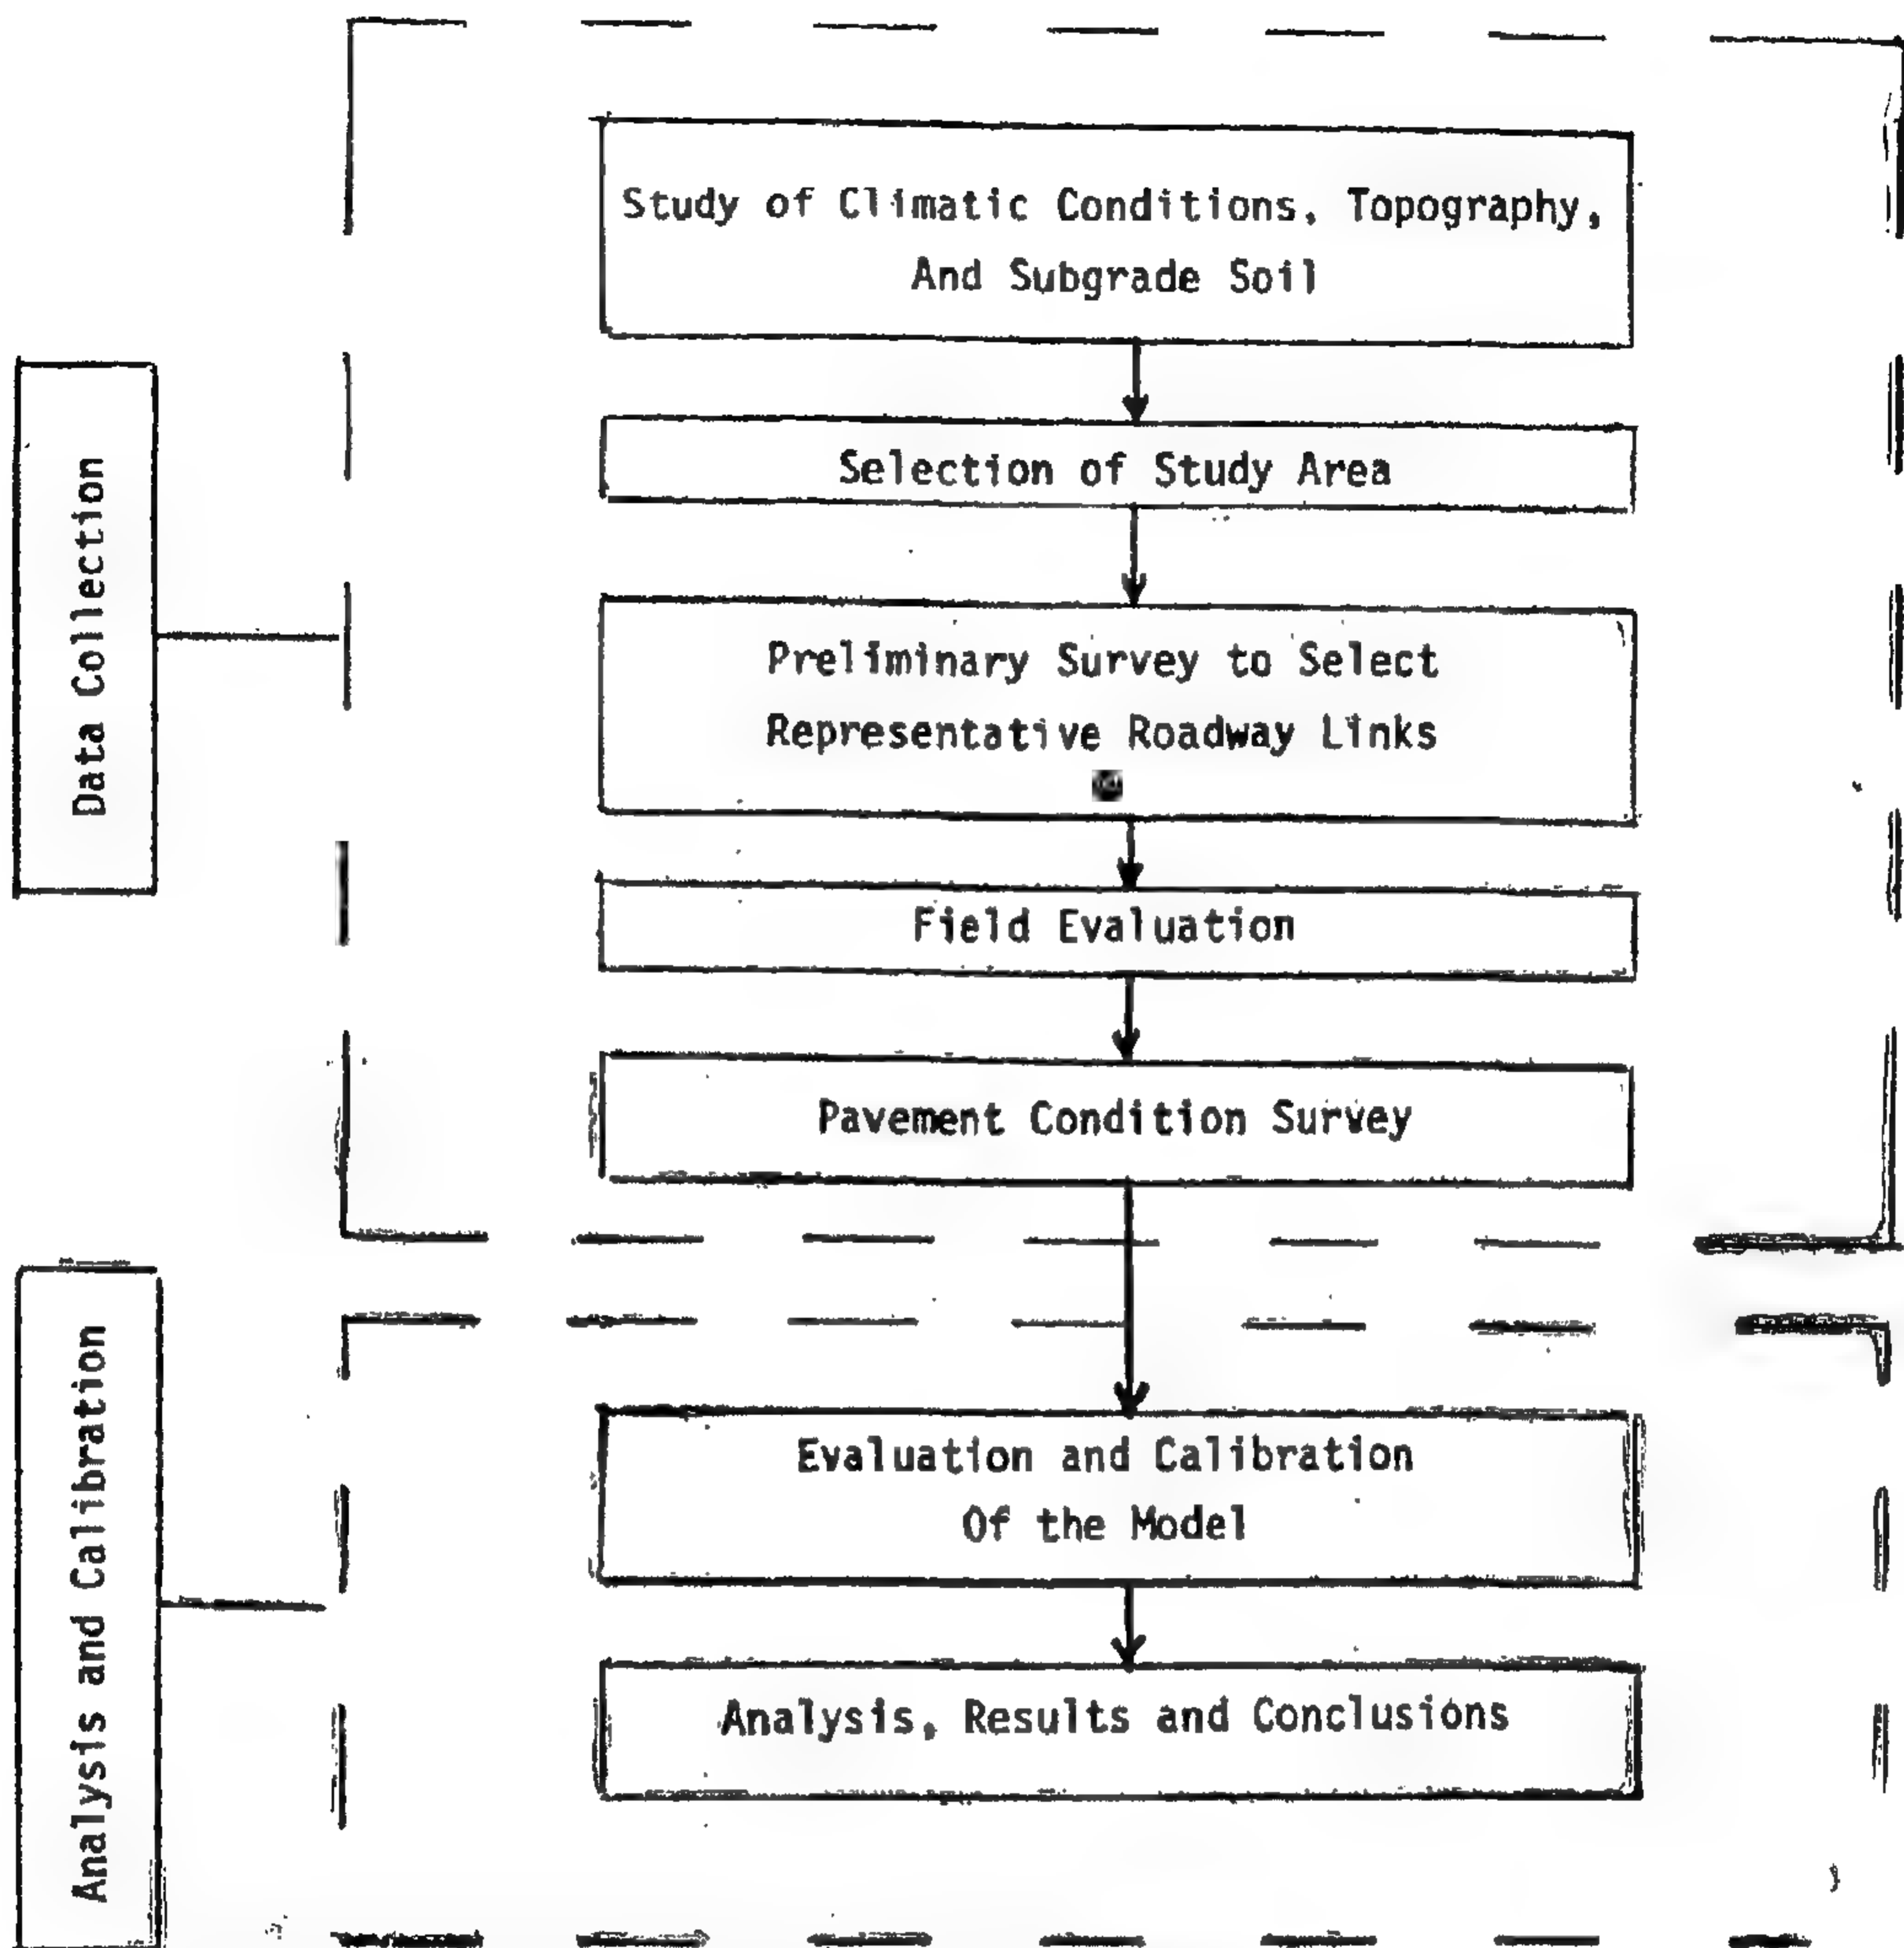 Study of Climatic Conditions, Topography,
And Subgrade Soil
Selection of Study Area
Preliminary Survey to Select
Representative Roadway Links
Field Evaluation
Pavement Condition Survey
Data Collection
Evaluation and Calibration
Of the Model
Analysis, Results and Conclusions
Analysis and Calibration